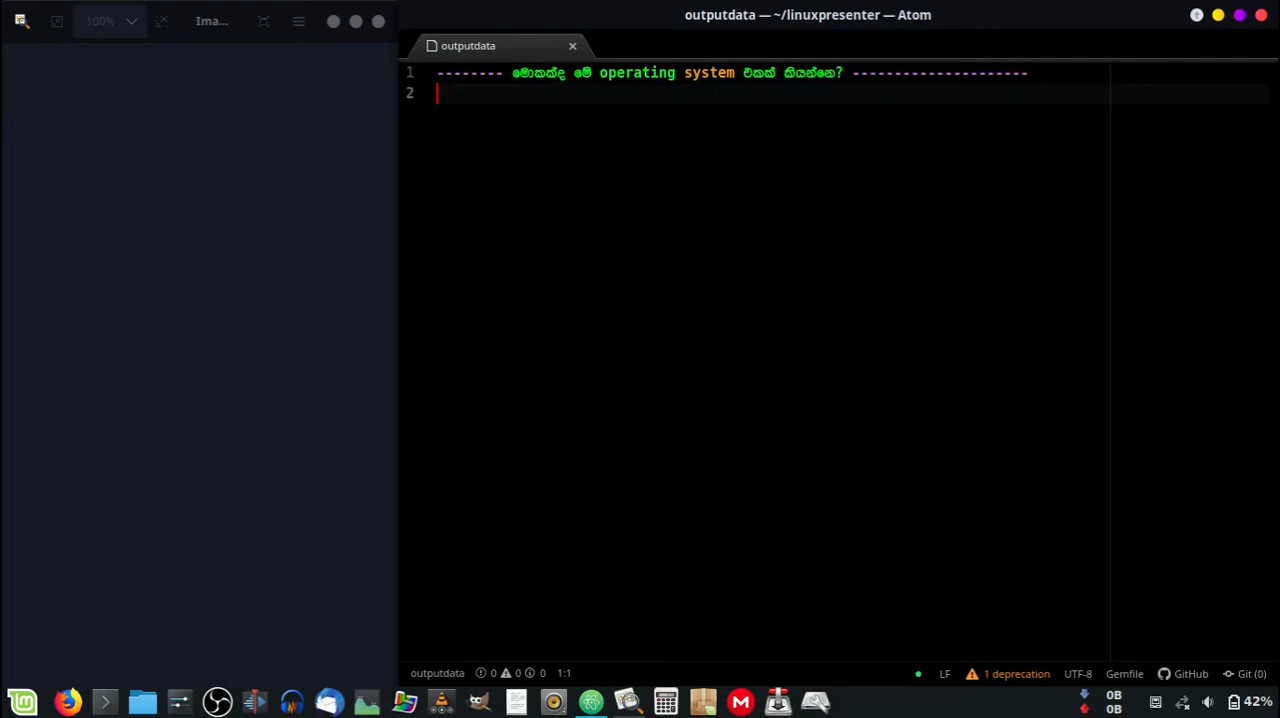 100%
Ima...
outputdata — ~/linuxpresenter — Atom
outputdata
1 -------- මොකක්ද මේ operating system එකක් කියන්නෙ? ---------------------
2
outputdata 0 0 0 1:1
LF 1 deprecation UTF-8 Gemfile GitHub Git (0)
0B
0B
42%